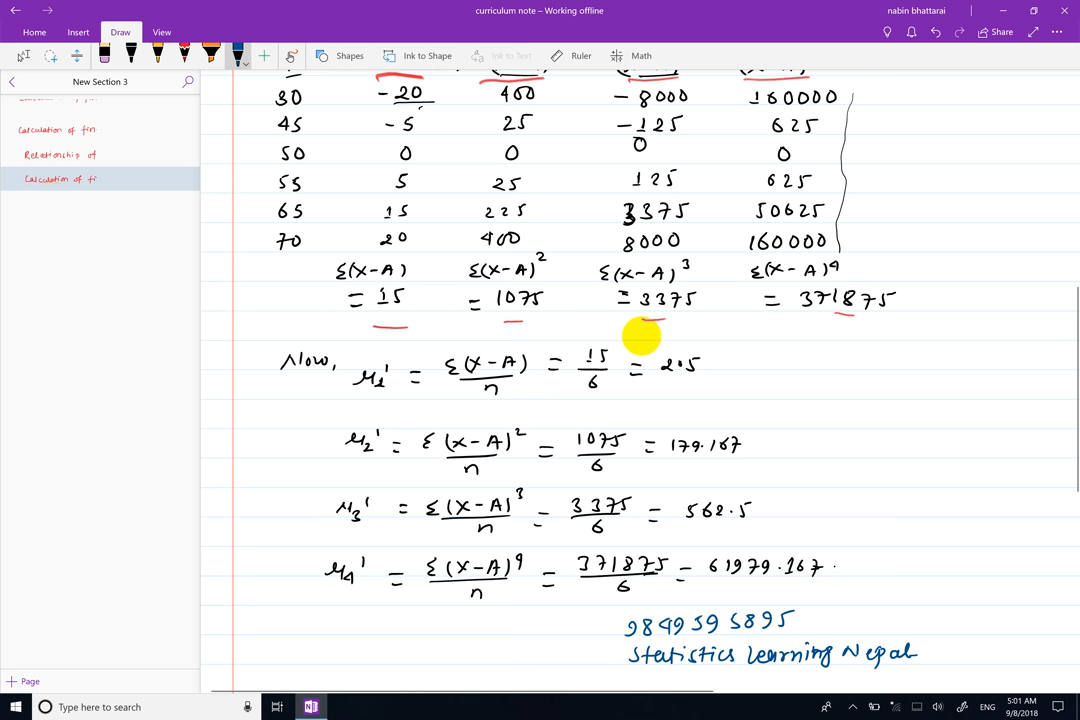 curriculum note – Working offline
nabin bhattarai
Home Insert Draw View
Share
Ink to Shape
Shapes
Ink to Text
Ruler
Math
New Section 3
Calculation of fin
Relationship of
Calculation of fi
Page
30 -20 400 -8000 160000
45 -5 25 -125 625
50 0 0 0 0
55 5 25 125 625
65 15 225 3375 50625
70 20 400 8000 160000
Σ(X-A) Σ(X-A)² Σ(X-A)³ Σ(X-A)⁴
= 15 = 1075 = 3375 = 371875
Now, μ1' = Σ(X-A)/n = 15/6 = 2.5
μ2' = Σ(X-A)²/n = 1075/6 = 179.167
μ3' = Σ(X-A)³/n = 3375/6 = 562.5
μ4' = Σ(X-A)⁴/n = 371875/6 = 61979.167.
9849595895
Statistics Learning Nepal
Type here to search
ENG
5:01 AM
9/8/2018